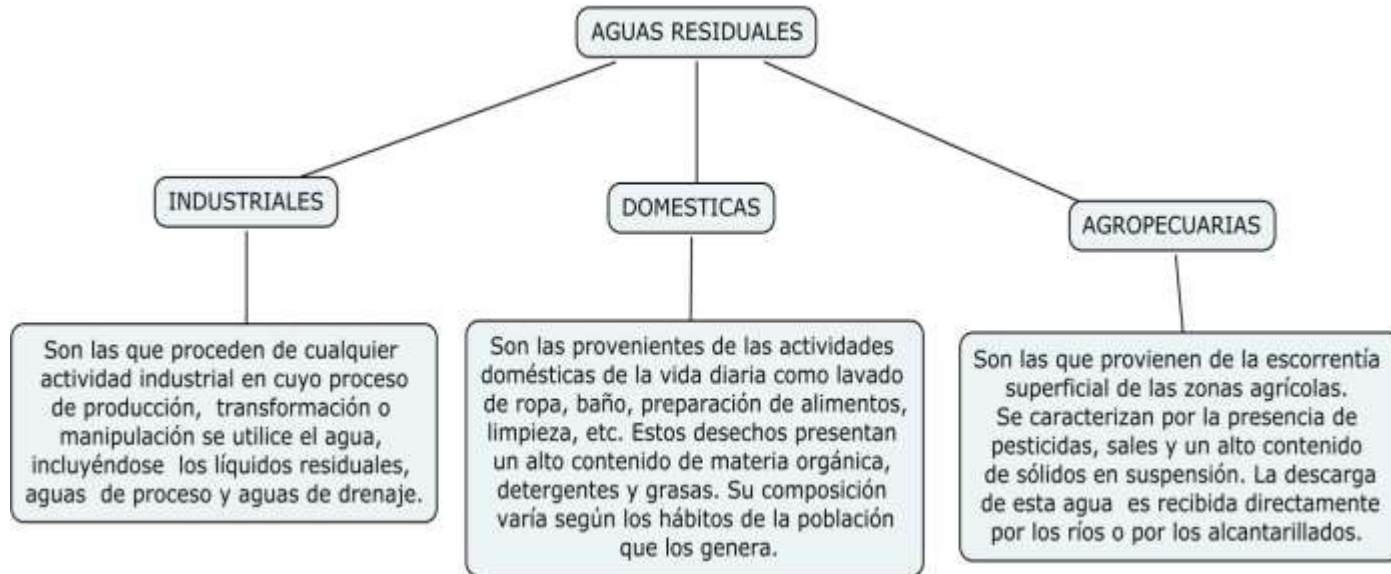 AGUAS RESIDUALES
INDUSTRIALES
DOMESTICAS
AGROPECUARIAS
Son las que proceden de cualquier
actividad industrial en cuyo proceso
de producción, transformación o
manipulación se utilice el agua,
incluyéndose los líquidos residuales,
aguas de proceso y aguas de drenaje.
Son las provenientes de las actividades
domésticas de la vida diaria como lavado
de ropa, baño, preparación de alimentos,
limpieza, etc. Estos desechos presentan
un alto contenido de materia orgánica,
detergentes y grasas. Su composición
varía según los hábitos de la población
que los genera.
Son las que provienen de la escorrentía
superficial de las zonas agrícolas.
Se caracterizan por la presencia de
pesticidas, sales y un alto contenido
de sólidos en suspensión. La descarga
de esta agua es recibida directamente
por los ríos o por los alcantarillados.